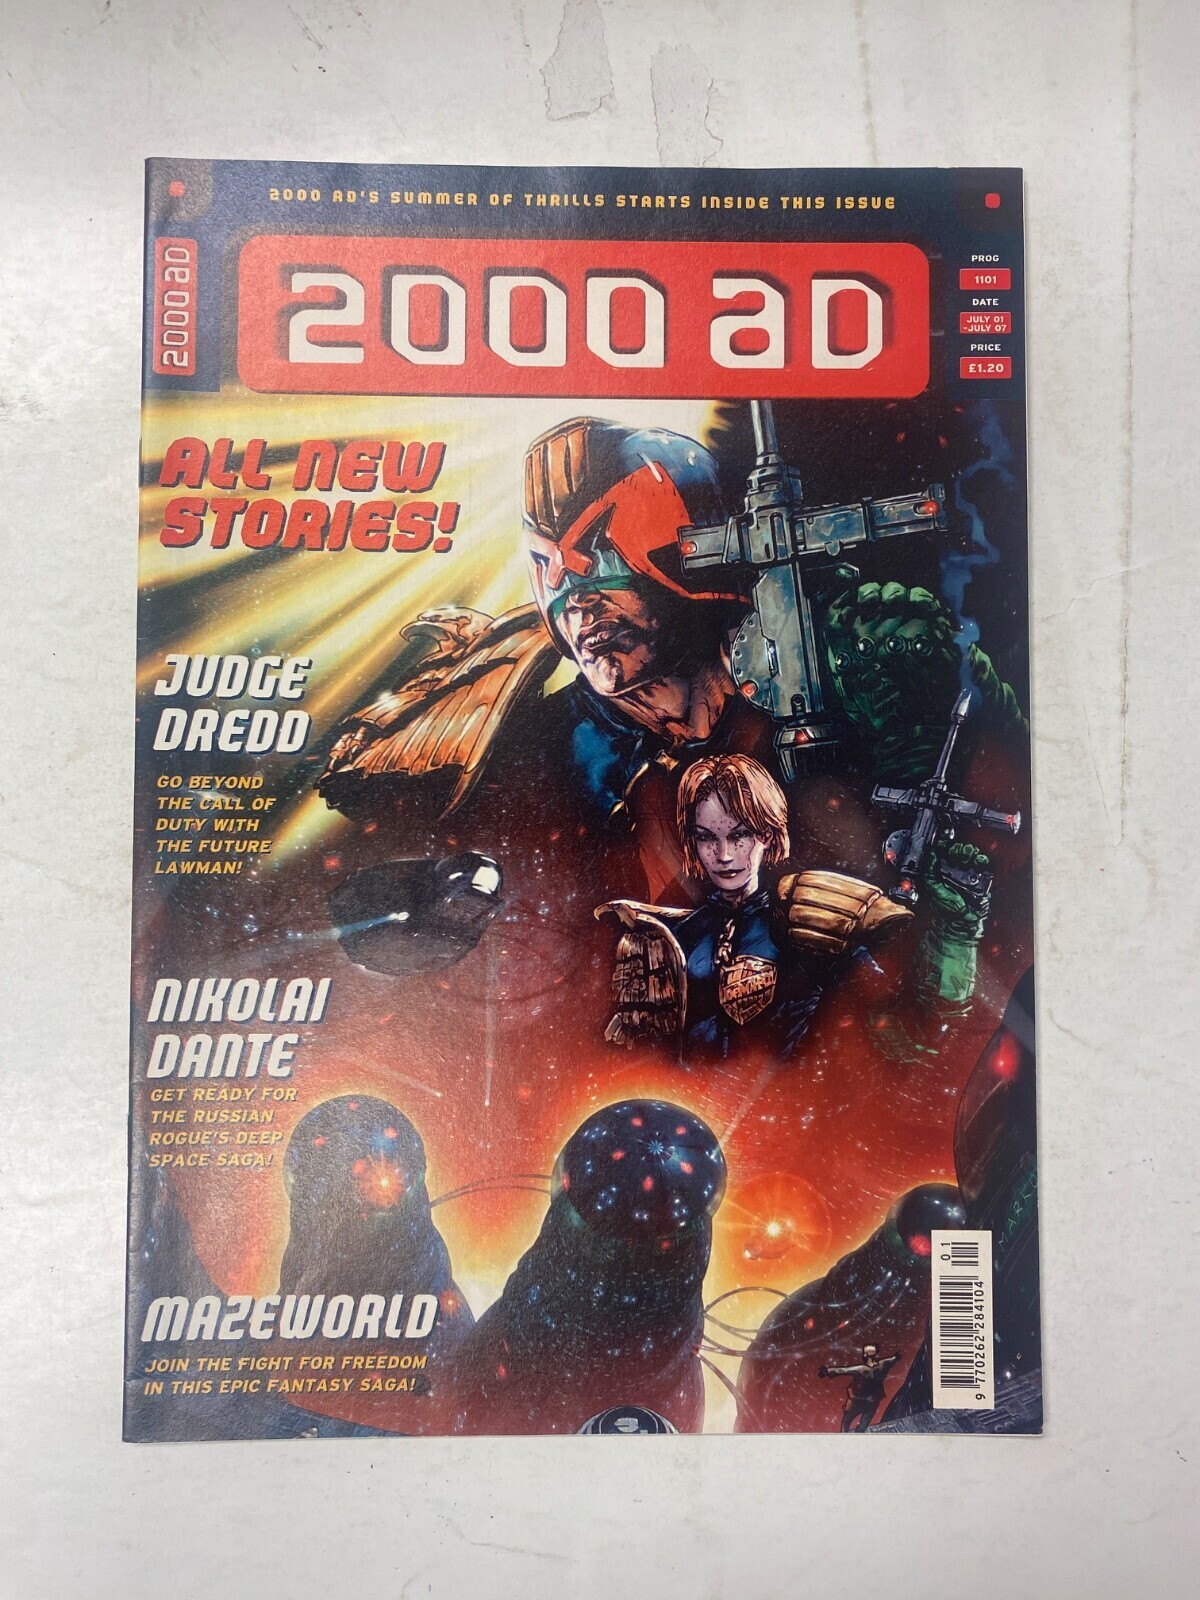 2000 AD'S SUMMER OF THRILLS STARTS INSIDE THIS ISSUE
2000 AD
2000 AD
PROG
1101
DATE
JULY 01
-JULY 07
PRICE
£1.20
ALL NEW
STORIES!
JUDGE
DREDD
GO BEYOND
THE CALL OF
DUTY WITH
THE FUTURE
LAWMAN!
NIKOLAI
DANTE
GET READY FOR
THE RUSSIAN
ROGUE'S DEEP
SPACE SAGA!
MAZEWORLD
JOIN THE FIGHT FOR FREEDOM
IN THIS EPIC FANTASY SAGA!
01
9 770262 284104